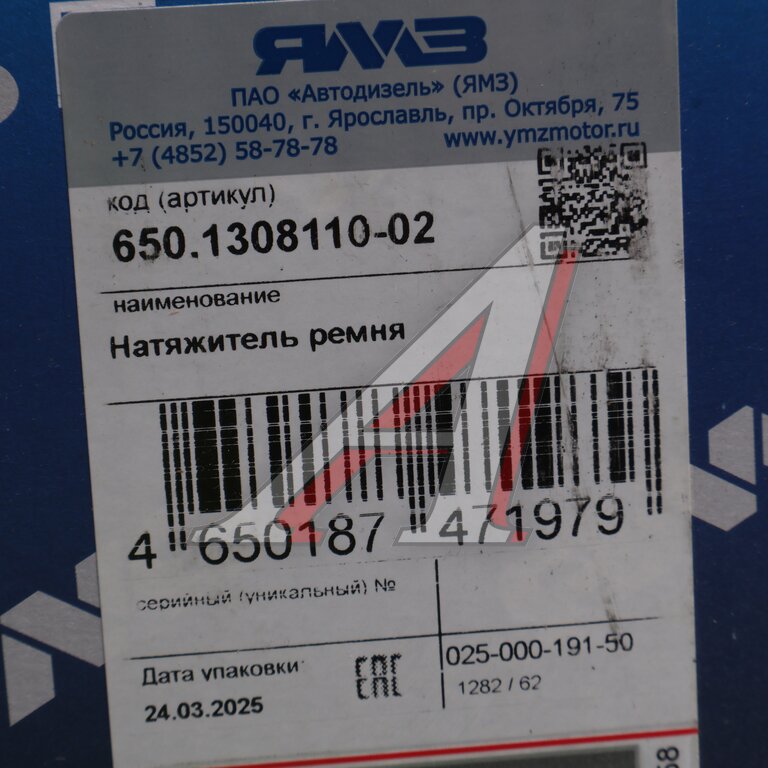 ЯМЗ
ПАО «Автодизель» (ЯМЗ)
Россия, 150040, г. Ярославль, пр. Октября, 75
+7 (4852) 58-78-78 www.ymzmotor.ru
код (артикул)
650.1308110-02
наименование
Натяжитель ремня
4 650187 471979
серийный (уникальный) №
Дата упаковки
24.03.2025
EAC
025-000-191-50
1282 / 62